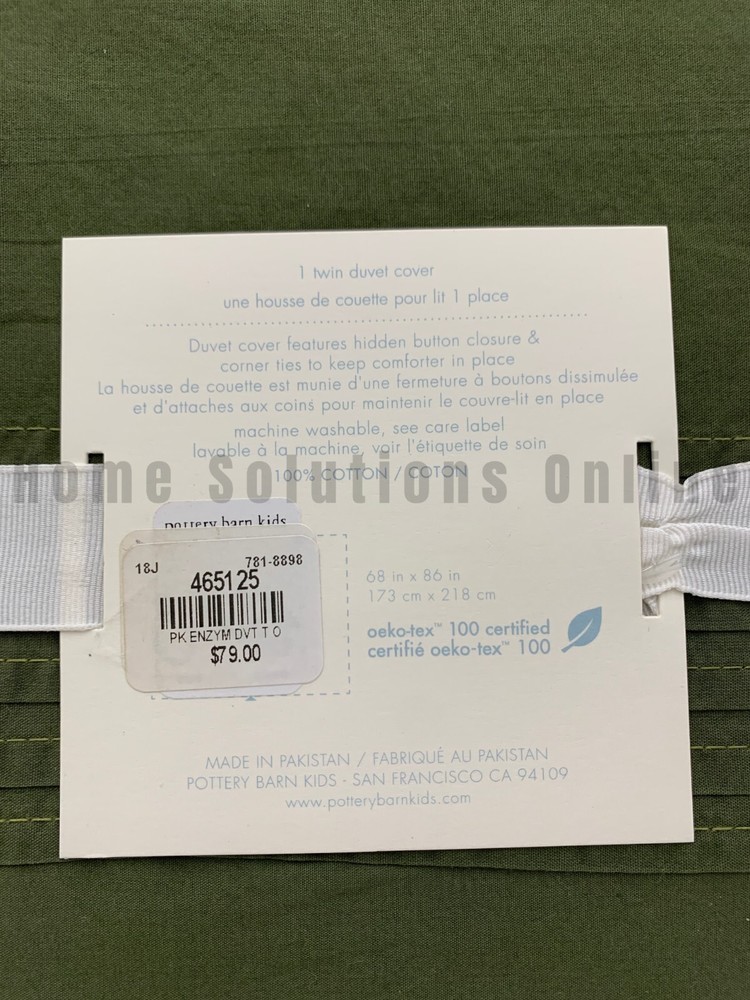 1 twin duvet cover
une housse de couette pour lit 1 place
Duvet cover features hidden button closure &
corner ties to keep comforter in place
La housse de couette est munie d'une fermeture à boutons dissimulée
et d'attaches aux coins pour maintenir le couvre-lit en place
machine washable, see care label
lavable à la machine, voir l'étiquette de soin
100% COTTON / COTON
Home Solutions Online
pottery barn kids
18J 781-8898
465125
PK ENZYM DVT T O
$79.00
68 in x 86 in
173 cm x 218 cm
oeko-tex™ 100 certified
certifié oeko-tex™ 100
MADE IN PAKISTAN / FABRIQUÉ AU PAKISTAN
POTTERY BARN KIDS - SAN FRANCISCO CA 94109
www.potterybarnkids.com